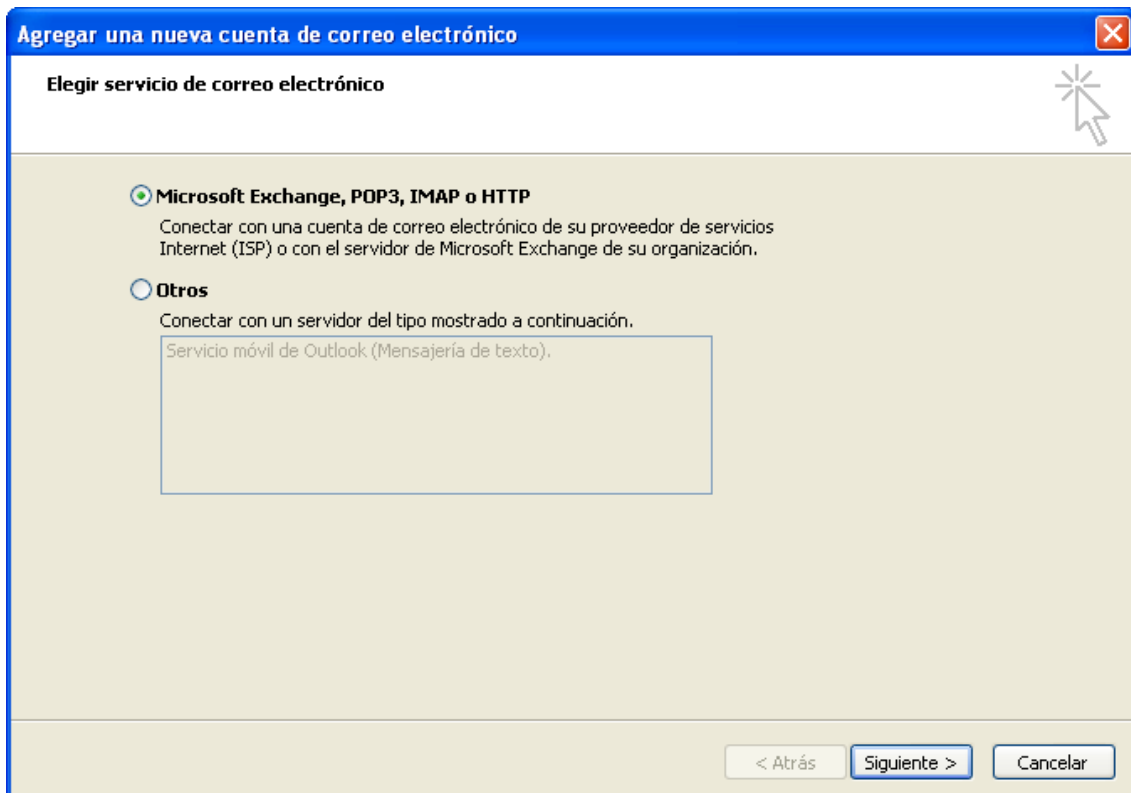 Agregar una nueva cuenta de correo electrónico
Elegir servicio de correo electrónico
Microsoft Exchange, POP3, IMAP o HTTP
Conectar con una cuenta de correo electrónico de su proveedor de servicios
Internet (ISP) o con el servidor de Microsoft Exchange de su organización.
Otros
Conectar con un servidor del tipo mostrado a continuación.
Servicio móvil de Outlook (Mensajería de texto).
< Atrás Siguiente > Cancelar